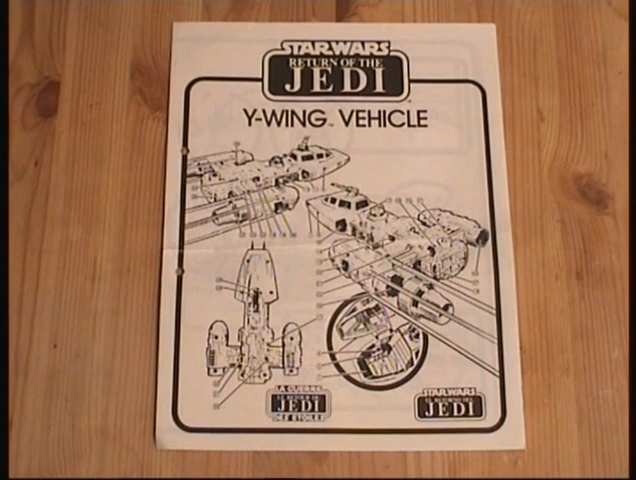 STAR WARS
RETURN OF THE
JEDI
Y-WING™ VEHICLE
LA GUERRE
LE RETOUR DU
JEDI
DES ETOILES
STAR WARS
EL RETORNO DEL
JEDI